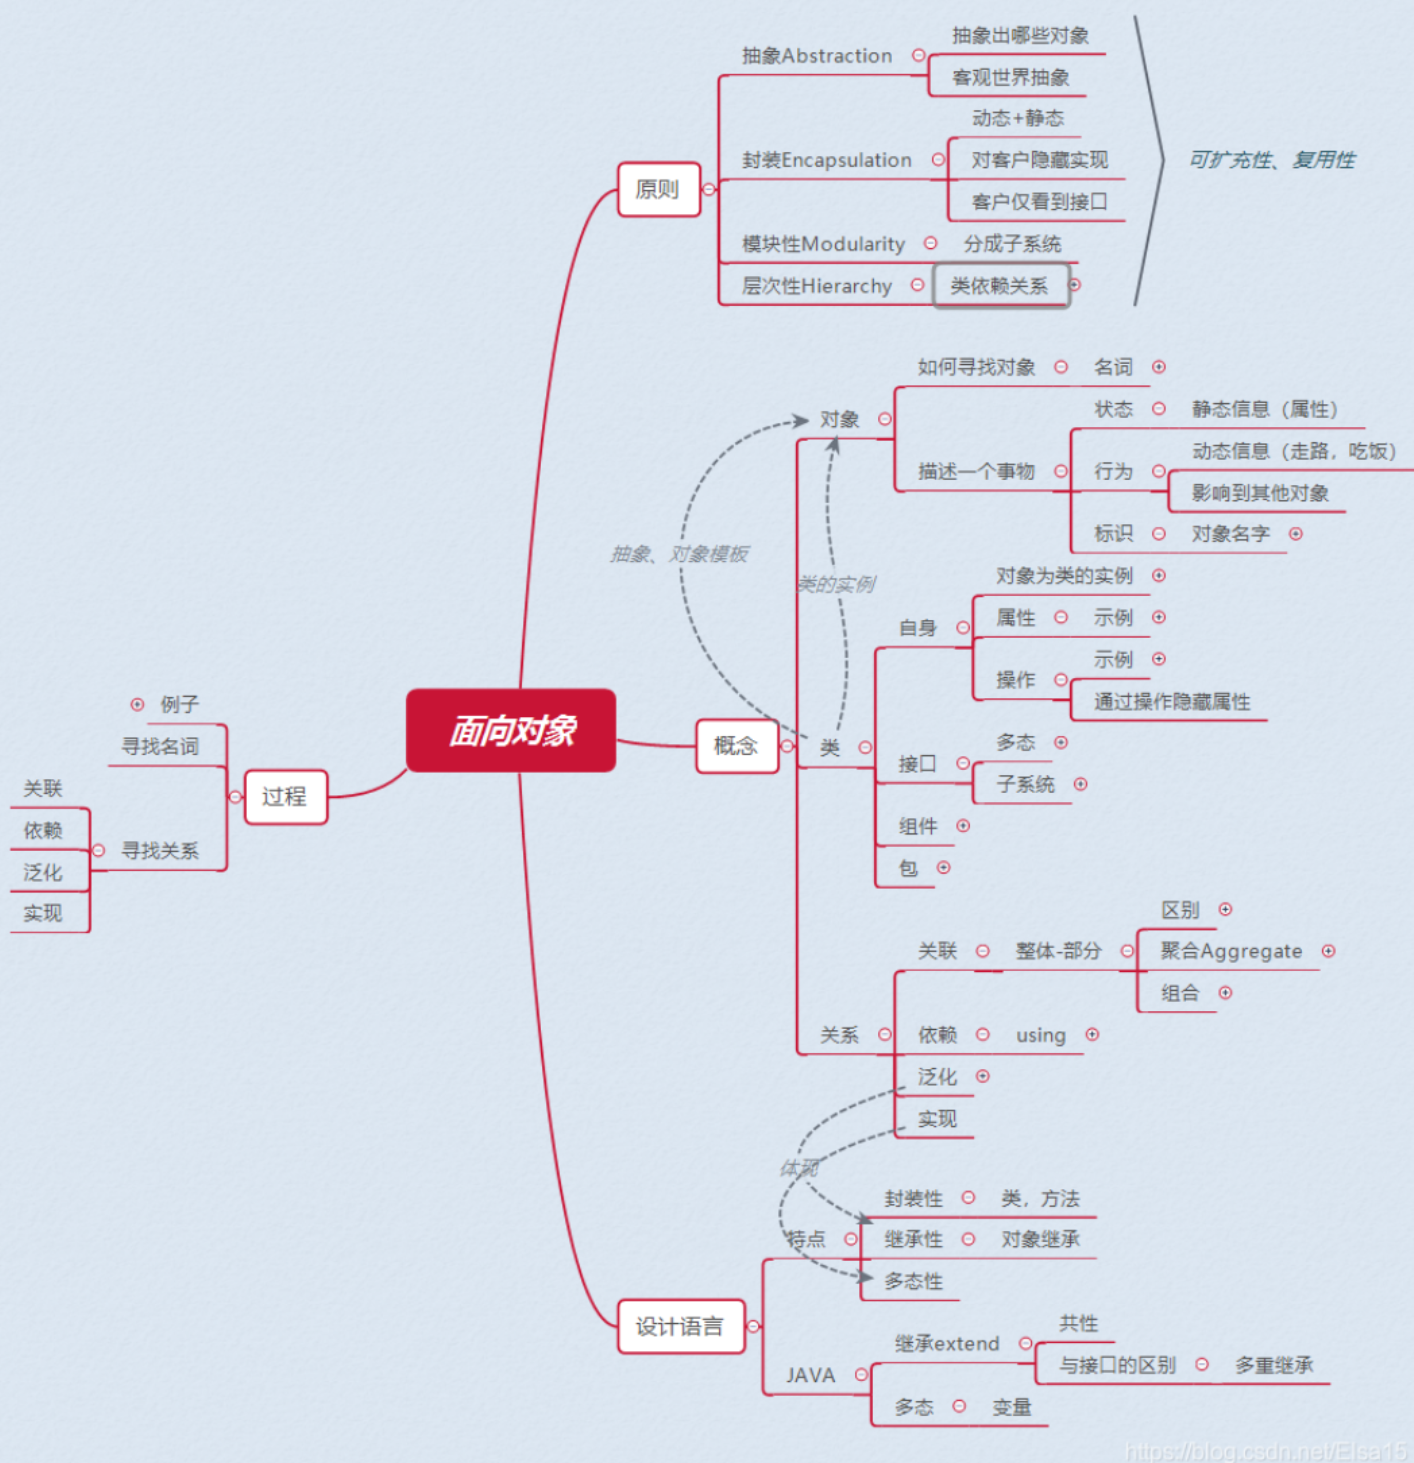 面向对象
原则
抽象Abstraction
抽象出哪些对象
客观世界抽象
封装Encapsulation
动态+静态
对客户隐藏实现
客户仅看到接口
模块性Modularity
分成子系统
层次性Hierarchy
类依赖关系
可扩充性、复用性
概念
对象
如何寻找对象
名词
描述一个事物
状态
静态信息（属性）
行为
动态信息（走路，吃饭）
影响到其他对象
标识
对象名字
抽象、对象模板
类的实例
类
自身
对象为类的实例
属性
示例
操作
示例
通过操作隐藏属性
接口
多态
子系统
组件
包
关系
关联
整体-部分
区别
聚合Aggregate
组合
依赖
using
泛化
实现
体现
设计语言
特点
封装性
类，方法
继承性
对象继承
多态性
JAVA
继承extend
共性
与接口的区别
多重继承
多态
变量
过程
例子
寻找名词
寻找关系
关联
依赖
泛化
实现
https://blog.csdn.net/Elsa15